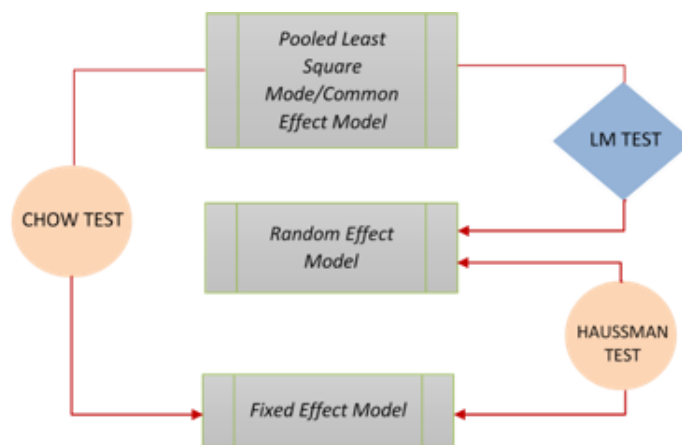 Pooled Least
Square
Mode/Common
Effect Model
LM TEST
CHOW TEST
Random Effect
Model
HAUSSMAN
TEST
Fixed Effect Model